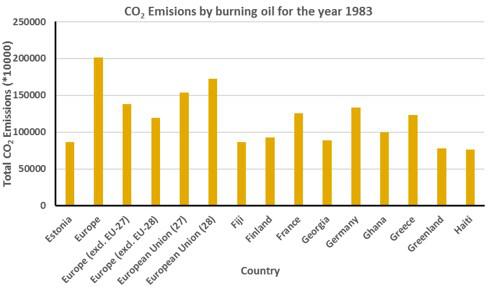 CO₂ Emisions by burning oil for the year 1983
Total CO₂ Emissions (*10000)
250000
200000
150000
100000
50000
0
Estonia
Europe
Europe (excl. EU-27)
Europe (excl. EU-28)
European Union (27)
European Union (28)
Fiji
Finland
France
Georgia
Germany
Ghana
Greece
Greenland
Haiti
Country